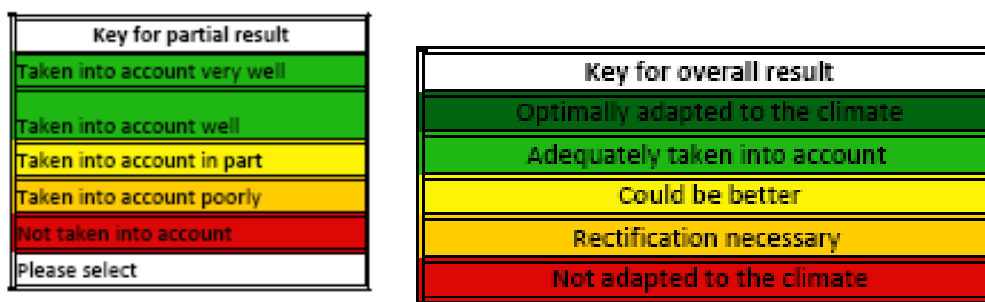 Key for partial result
Taken into account very well
Taken into account well
Taken into account in part
Taken into account poorly
Not taken into account
Please select
Key for overall result
Optimally adapted to the climate
Adequately taken into account
Could be better
Rectification necessary
Not adapted to the climate